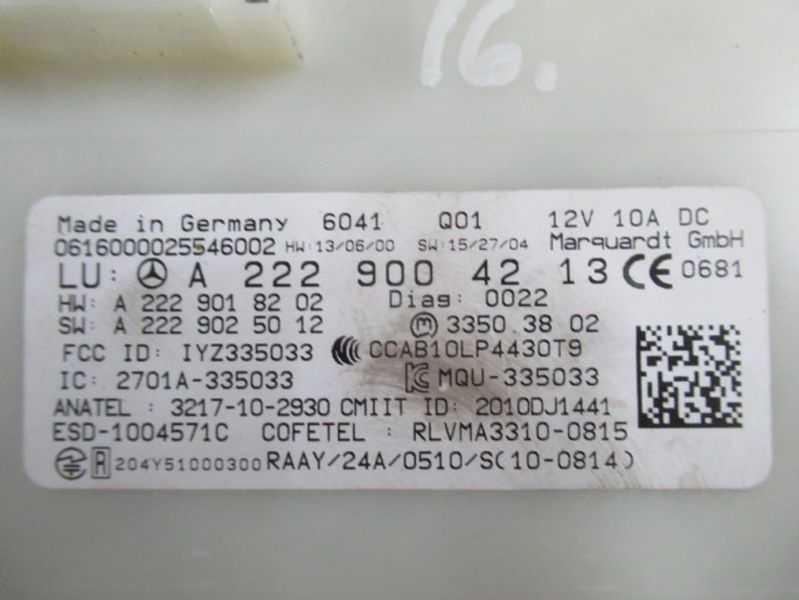 16.
Made in Germany 6041 Q01 12V 10A DC
0616000025546002 HW:13/06/00 SW:15/27/04 Marquardt GmbH
LU: A 222 900 42 13 CE 0681
HW: A 222 901 82 02 Diag: 0022
SW: A 222 902 50 12 m 3350 38 02
FCC ID: IYZ335033 CCAB10LP4430T9
IC: 2701A-335033 MQU-335033
ANATEL : 3217-10-2930 CMIIT ID: 2010DJ1441
ESD-1004571C COFETEL : RLVMA3310-0815
R 204Y51000300 RAAY/24A/0510/S(10-0814)